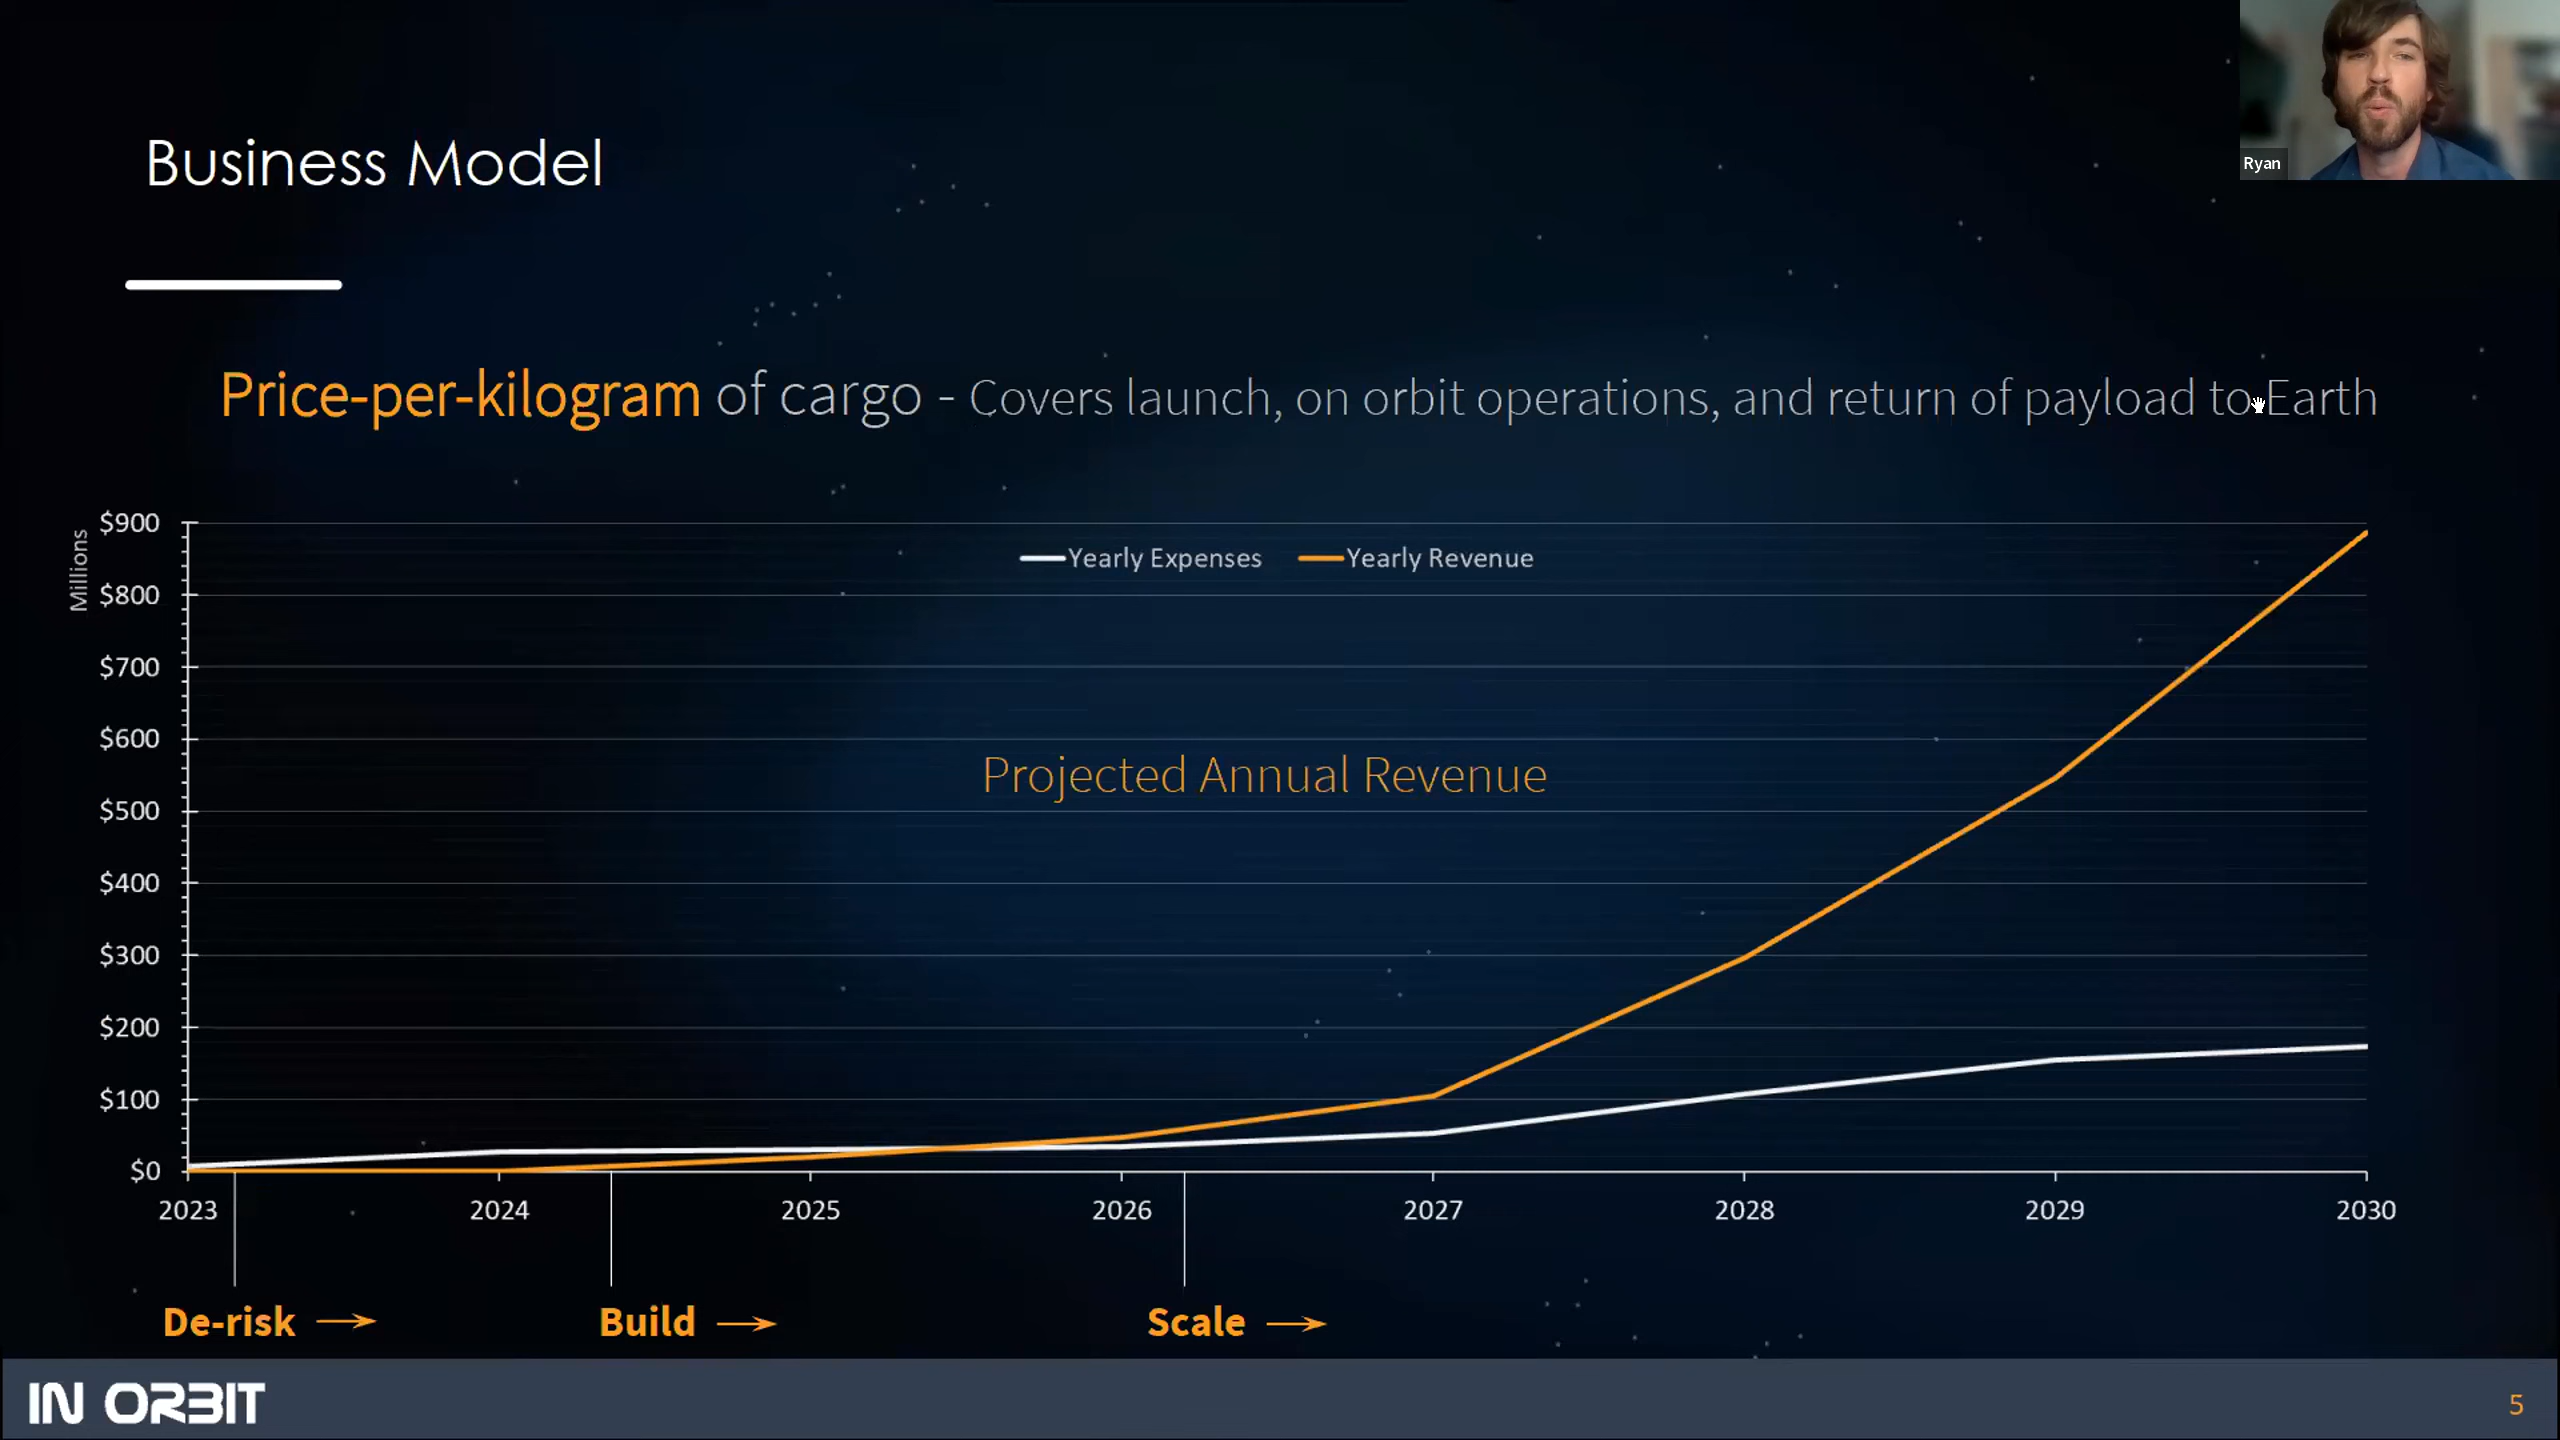 Ryan
Business Model
Price-per-kilogram of cargo - Covers launch, on orbit operations, and return of payload to Earth
Millions
$900
$800
$700
$600
$500
$400
$300
$200
$100
$0
Yearly Expenses Yearly Revenue
Projected Annual Revenue
2023 2024 2025 2026 2027 2028 2029 2030
De-risk → Build → Scale →
IN ORBIT
5